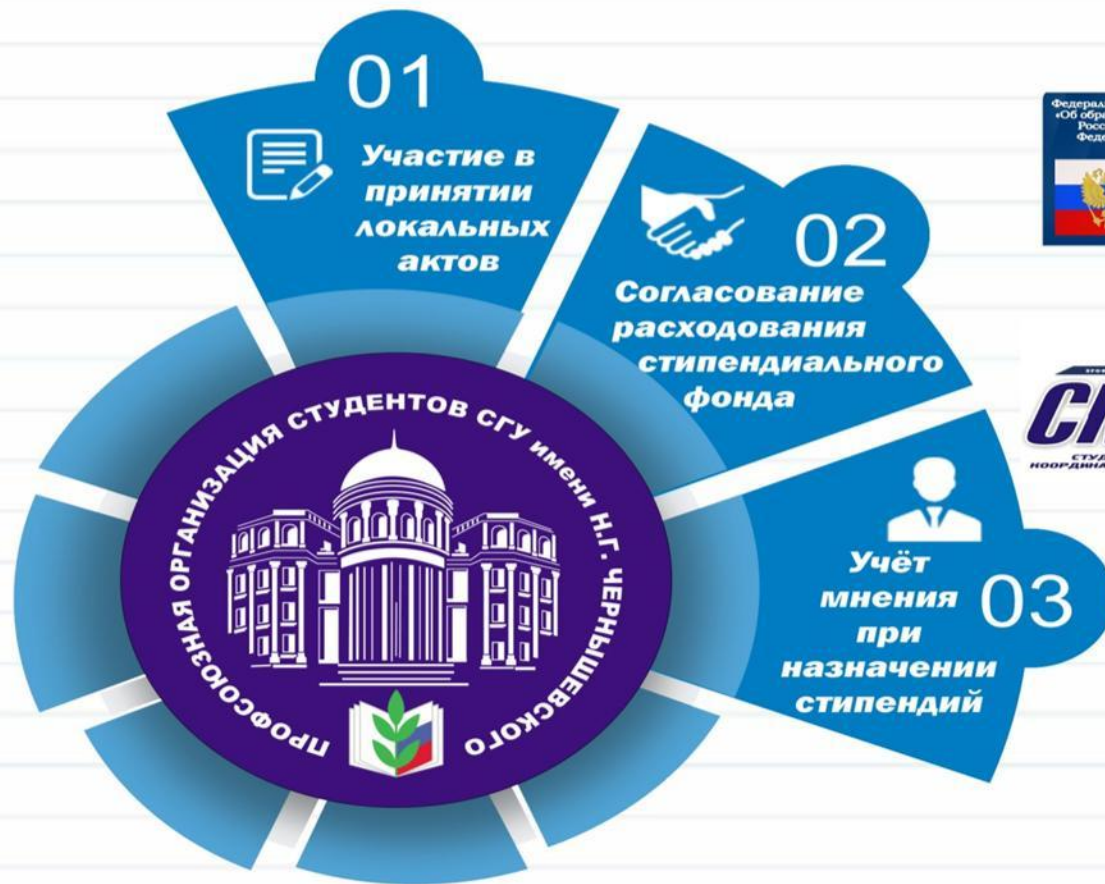 01
Участие в
принятии
локальных
актов
02
Согласование
расходования
стипендиального
фонда
03
Учёт
мнения
при
назначении
стипендий
ПРОФСОЮЗНАЯ ОРГАНИЗАЦИЯ СТУДЕНТОВ СГУ имени Н.Г. ЧЕРНЫШЕВСКОГО
«Об